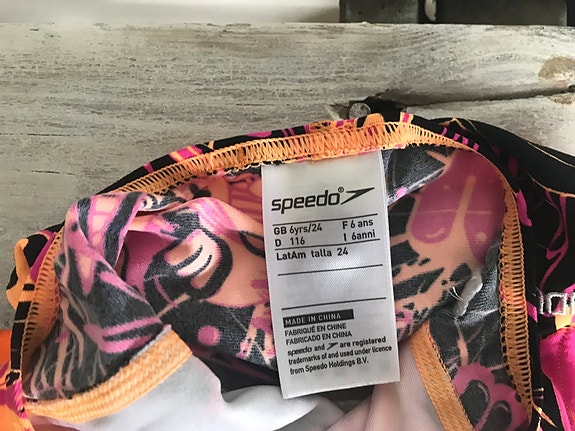 speedo®
GB 6yrs/24 F 6 ans
D 116 I 6anni
LatAm talla 24
MADE IN CHINA
FABRIQUÉ EN CHINE
FABRICADO EN CHINA
speedo and are registered
trademarks of and used under licence
from Speedo Holdings B.V.